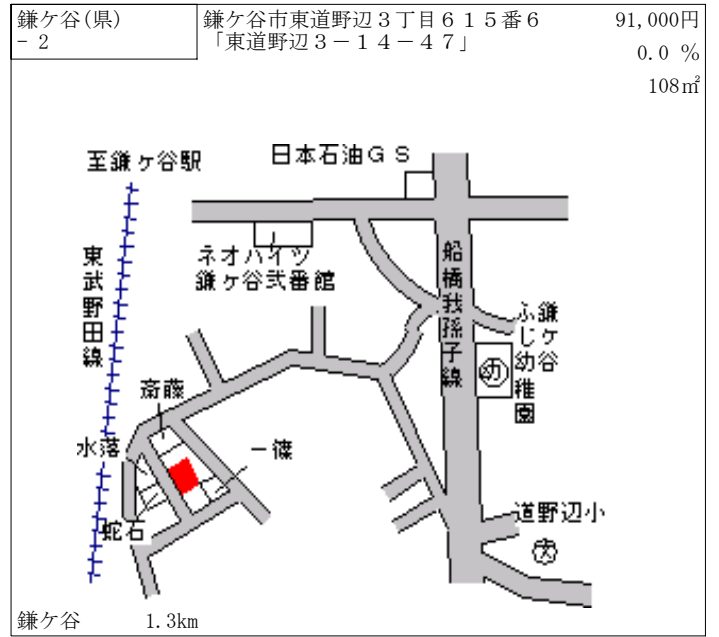 鎌ケ谷(県)
- 2
鎌ケ谷市東道野辺３丁目６１５番６
「東道野辺３－１４－４７」
91,000円
0.0 %
108㎡
至鎌ヶ谷駅
日本石油ＧＳ
東武野田線
ネオハイツ
鎌ヶ谷弐番館
船橋我孫子線
鎌ケ谷
ふじ幼稚園
幼
斎藤
水落
一篠
蛇石
道野辺小
鎌ケ谷 1.3km